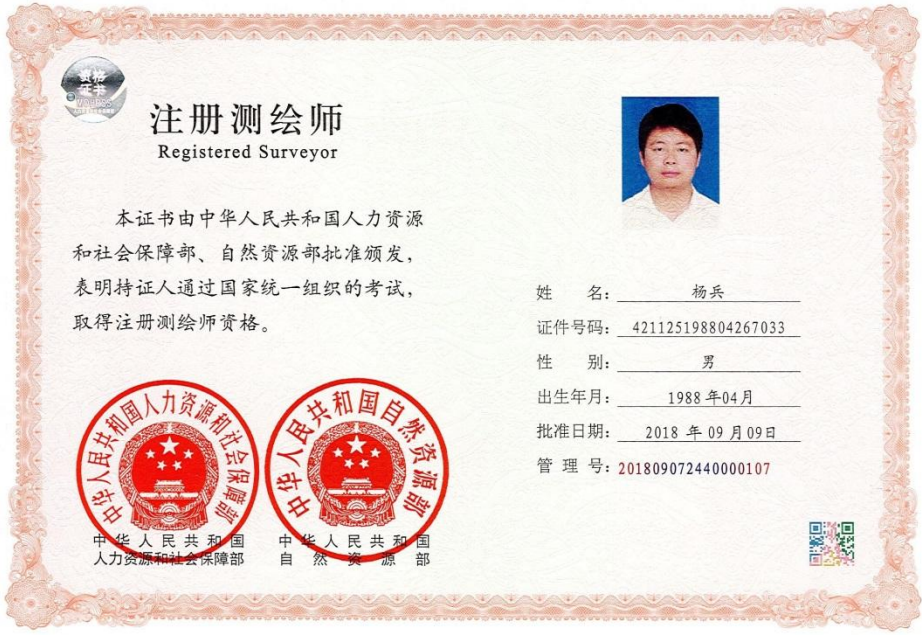 资格
证书
注册测绘师
Registered Surveyor
本证书由中华人民共和国人力资源
和社会保障部、自然资源部批准颁发，
表明持证人通过国家统一组织的考试，
取得注册测绘师资格。
中华人民共和国人力资源和社会保障部
中华人民共和国自然资源部
中华人民共和国
人力资源和社会保障部
中华人民共和国
自然资源部
姓 名：杨兵
证件号码：421125198804267033
性 别：男
出生年月：1988年04月
批准日期：2018年09月09日
管理号：201809072440000107